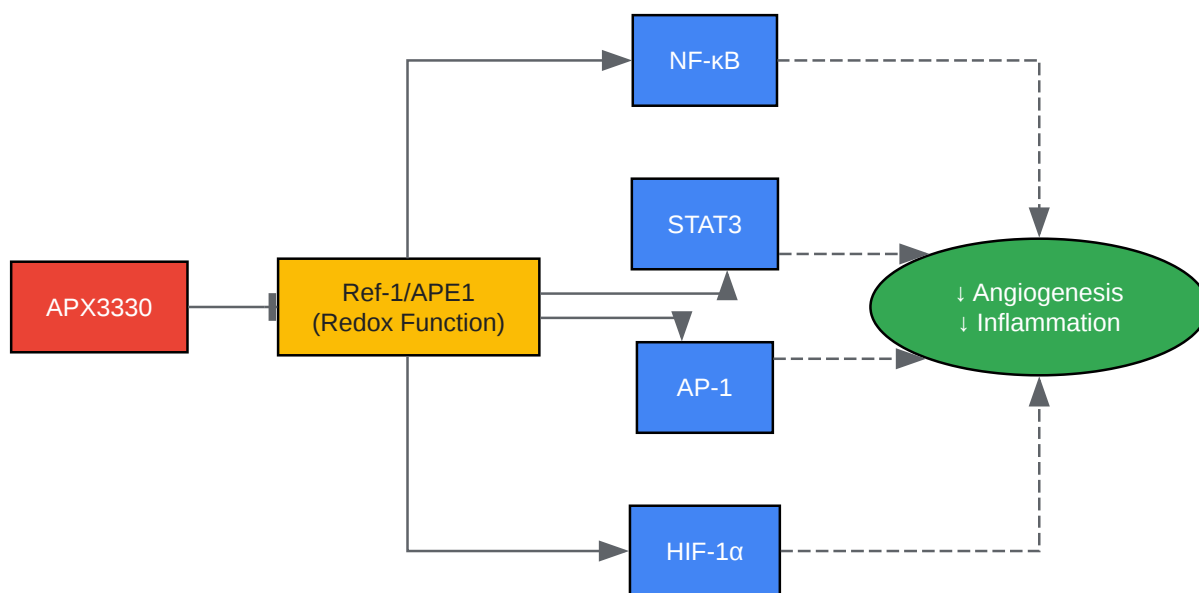 NF-κB
STAT3
APX3330
Ref-1/APE1
(Redox Function)
↓ Angiogenesis
↓ Inflammation
AP-1
HIF-1α